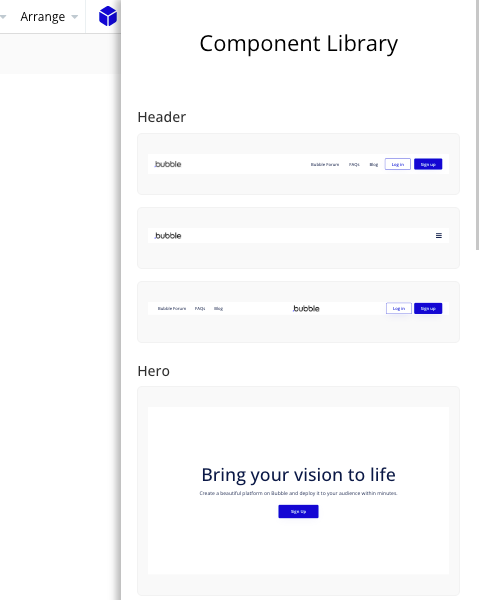 Arrange
Component Library
Header
.bubble Bubble Forum FAQs Blog Log in Sign up
.bubble
Bubble Forum FAQs Blog .bubble Log in Sign up
Hero
Bring your vision to life
Create a beautiful platform on Bubble and deploy it to your audience within minutes.
Sign Up